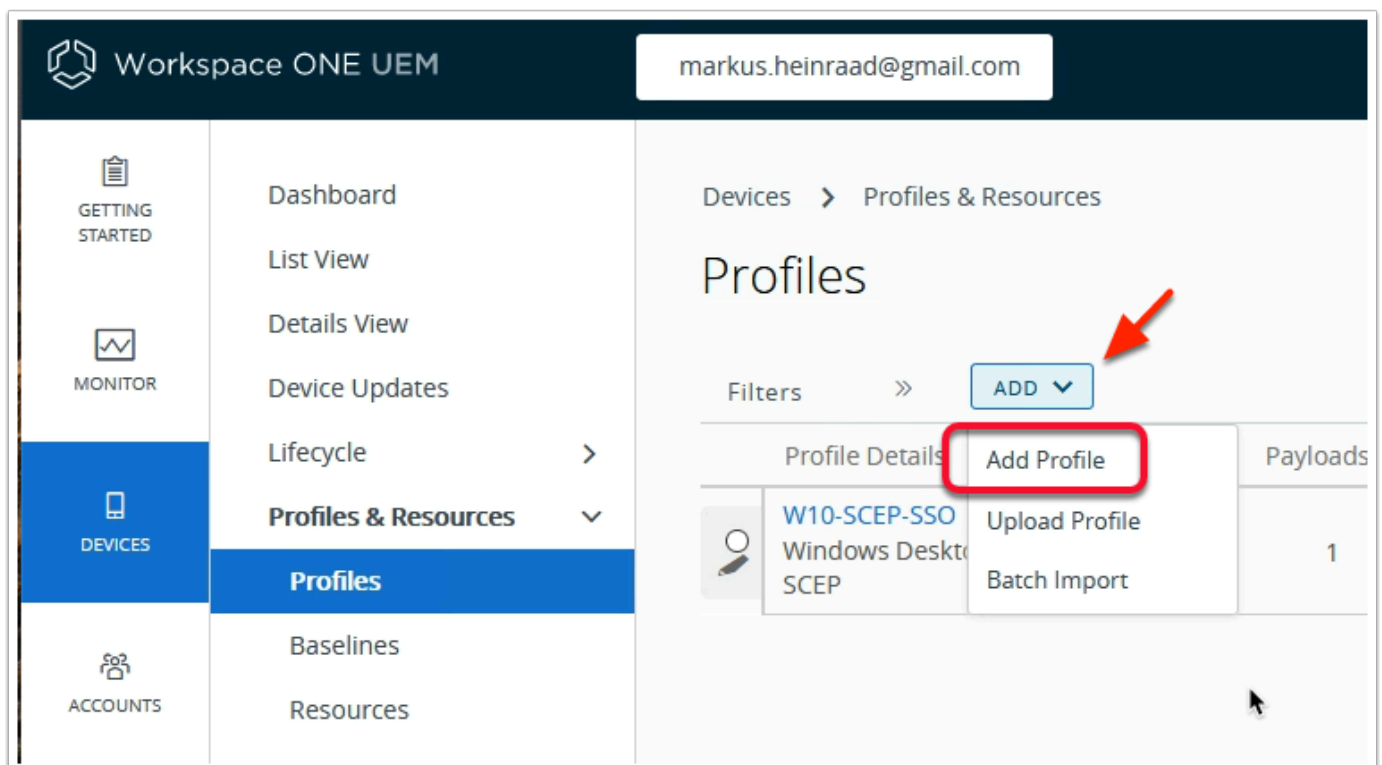 Workspace ONE UEM
markus.heinraad@gmail.com
GETTING
STARTED
MONITOR
DEVICES
ACCOUNTS
Dashboard
List View
Details View
Device Updates
Lifecycle
Profiles & Resources
Profiles
Baselines
Resources
Devices > Profiles & Resources
Profiles
Filters » ADD
Profile Details
Payloads
Add Profile
Upload Profile
Batch Import
W10-SCEP-SSO
Windows Deskto
SCEP
1